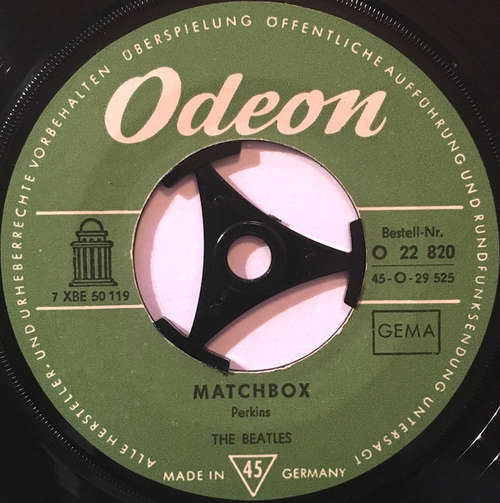 ALLE HERSTELLER- UND URHEBERRECHTE VORBEHALTEN ÜBERSPIELUNG ÖFFENTLICHE AUFFÜHRUNG UND RUNDFUNKSENDUNG UNTERSAGT
Odeon
7 XBE 50 119
Bestell-Nr.
O 22 820
45-O-29 525
GEMA
MATCHBOX
Perkins
THE BEATLES
MADE IN 45 GERMANY